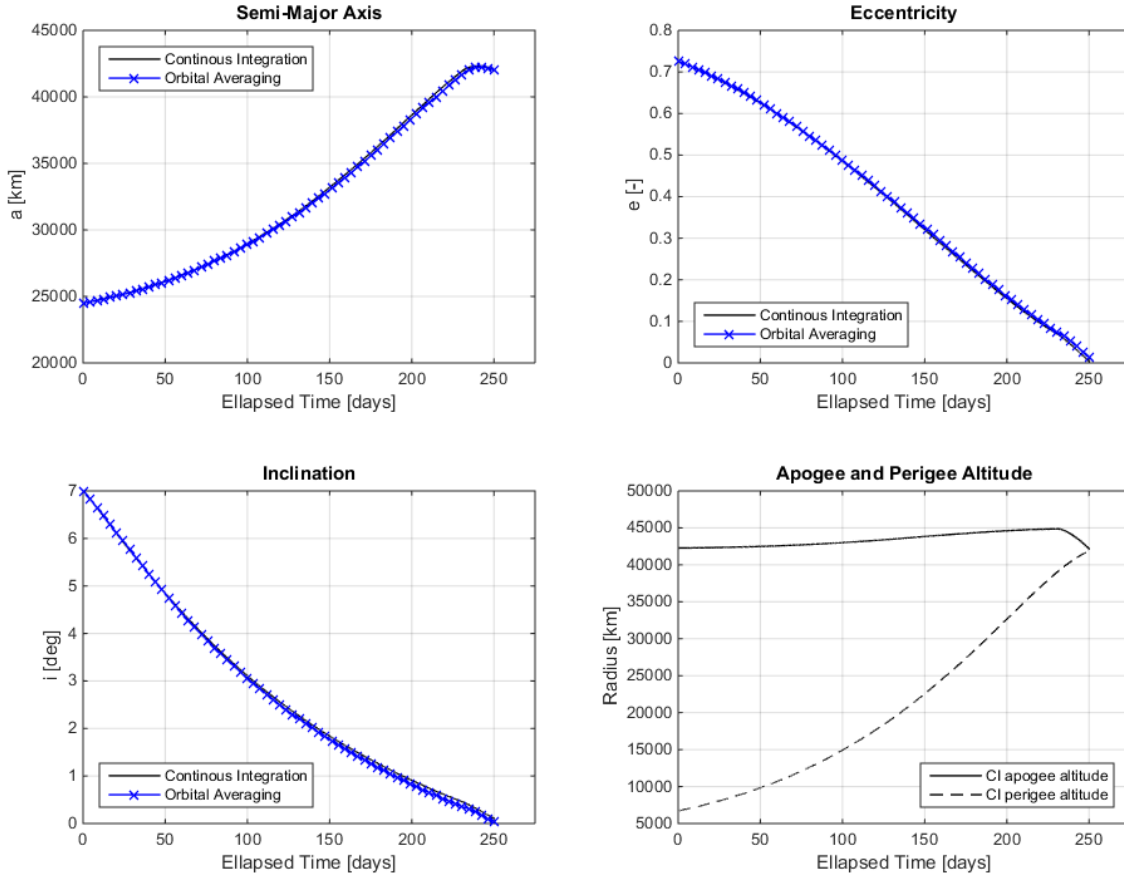 Semi-Major Axis
45000
40000
35000
30000
25000
20000
a [km]
Continous Integration
Orbital Averaging
0 50 100 150 200 250
Ellapsed Time [days]
Eccentricity
0.8
0.7
0.6
0.5
0.4
0.3
0.2
0.1
0
e [-]
Continous Integration
Orbital Averaging
0 50 100 150 200 250
Ellapsed Time [days]
Inclination
7
6
5
4
3
2
1
0
i [deg]
Continous Integration
Orbital Averaging
0 50 100 150 200 250
Ellapsed Time [days]
Apogee and Perigee Altitude
50000
45000
40000
35000
30000
25000
20000
15000
10000
5000
Radius [km]
CI apogee altitude
CI perigee altitude
0 50 100 150 200 250
Ellapsed Time [days]